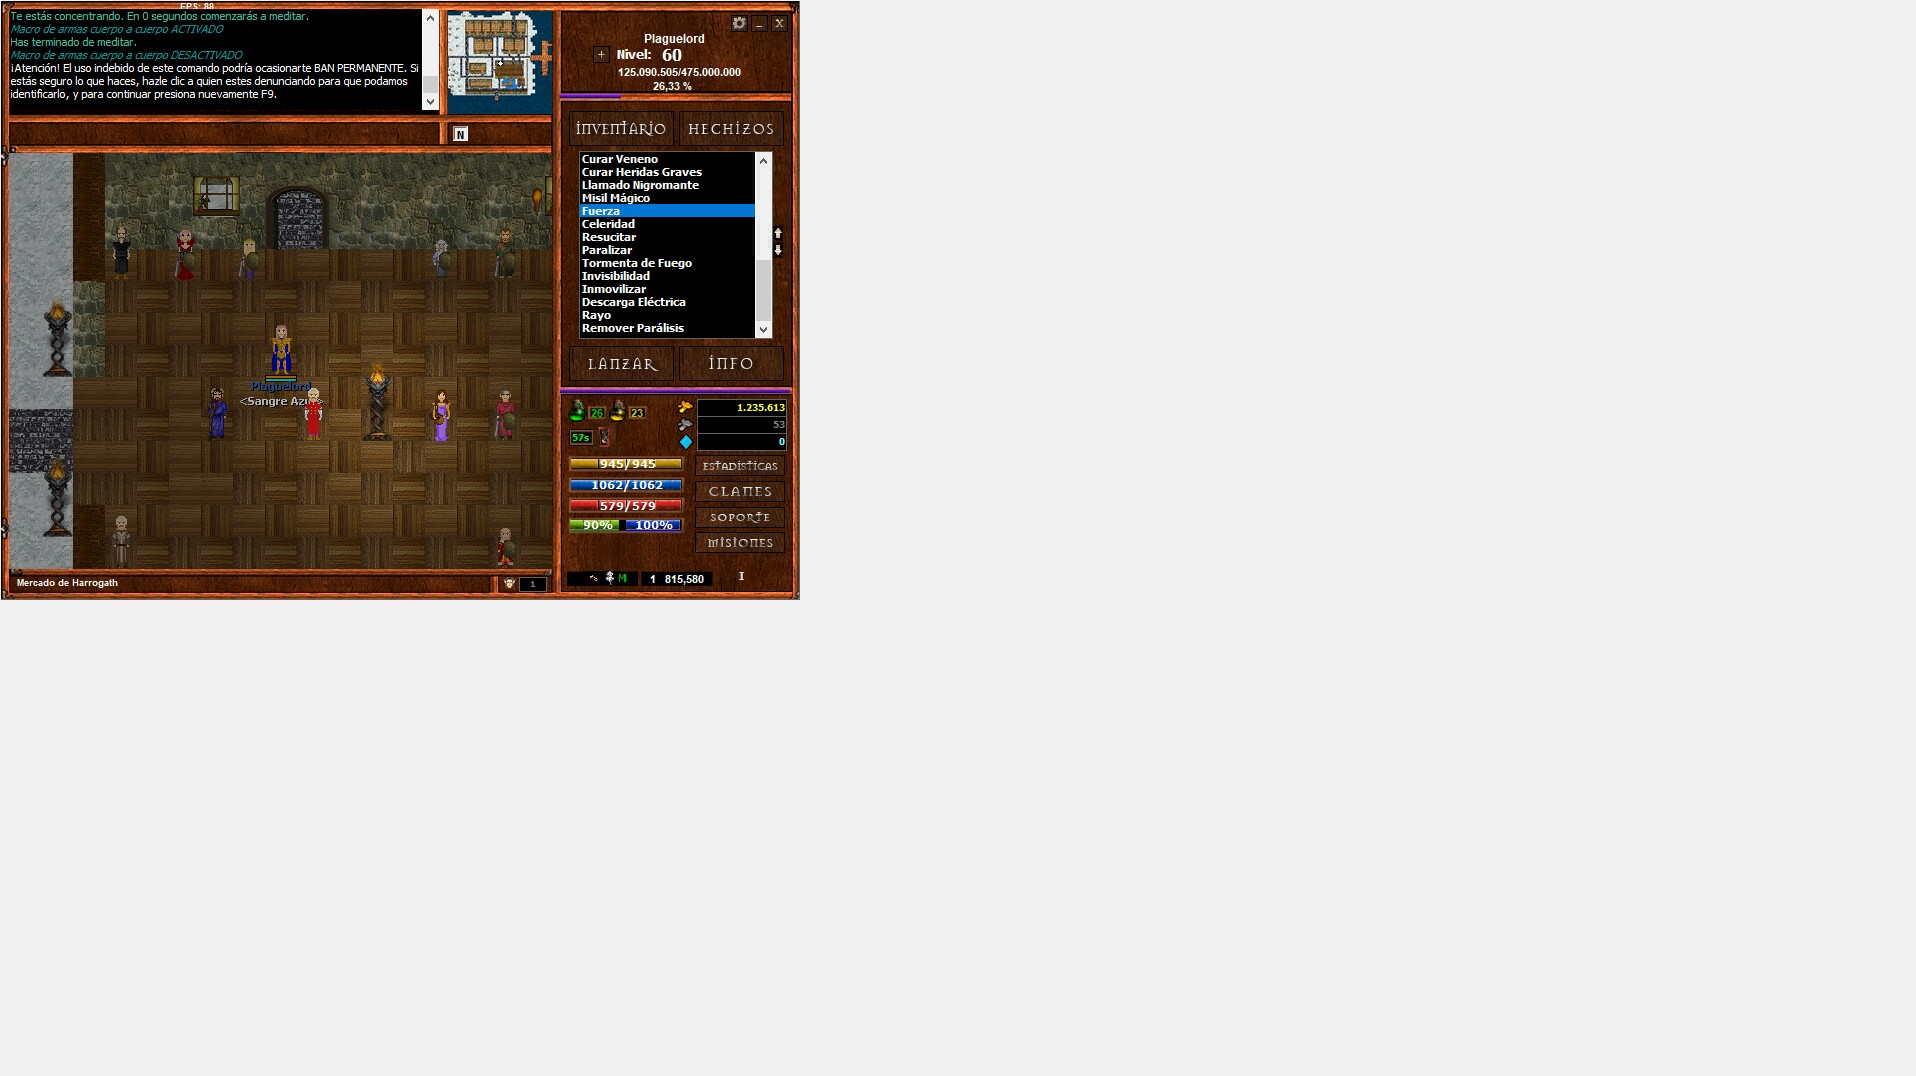 FPS: 88
Te estás concentrando. En 0 segundos comenzarás a meditar.
Macro de armas cuerpo a cuerpo ACTIVADO
Has terminado de meditar.
Macro de armas cuerpo a cuerpo DESACTIVADO
¡Atención! El uso indebido de este comando podría ocasionarte BAN PERMANENTE. Si
estás seguro lo que haces, hazle clic a quien estes denunciando para que podamos
identificarlo, y para continuar presiona nuevamente F9.
N
Plaguelord
<Sangre Azul>
Mercado de Harrogath
1
_ X
Plaguelord
+ Nivel: 60
125.090.505/475.000.000
26,33 %
INVENTARIO HECHIZOS
Curar Veneno
Curar Heridas Graves
Llamado Nigromante
Misil Mágico
Fuerza
Celeridad
Resucitar
Paralizar
Tormenta de Fuego
Invisibilidad
Inmovilizar
Descarga Eléctrica
Rayo
Remover Parálisis
LANZAR INFO
26 23
57s
1.235.613
53
0
945/945
1062/1062
579/579
90% 100%
ESTADISTICAS
CLANES
SOPORTE
MISIONES
M 1 815,580